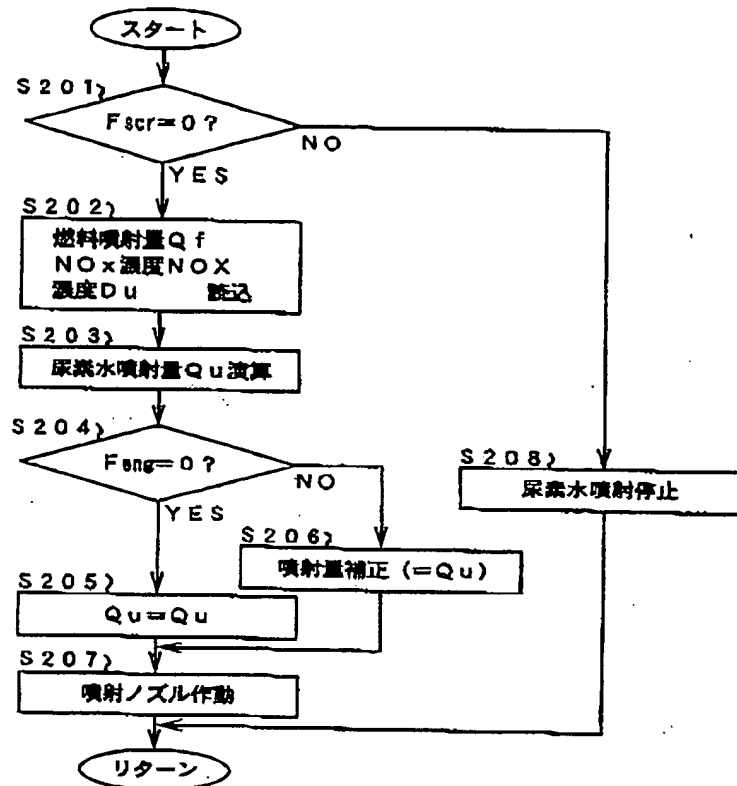 スタート
S201
Fscr=0?
NO
YES
S202
燃料噴射量Qf
NOx濃度NOX
濃度Du 読込
S203
尿素水噴射量Qu演算
S204
Feng=0?
NO
YES
S208
尿素水噴射停止
S206
噴射量補正(=Qu)
S205
Qu=Qu
S207
噴射ノズル作動
リターン